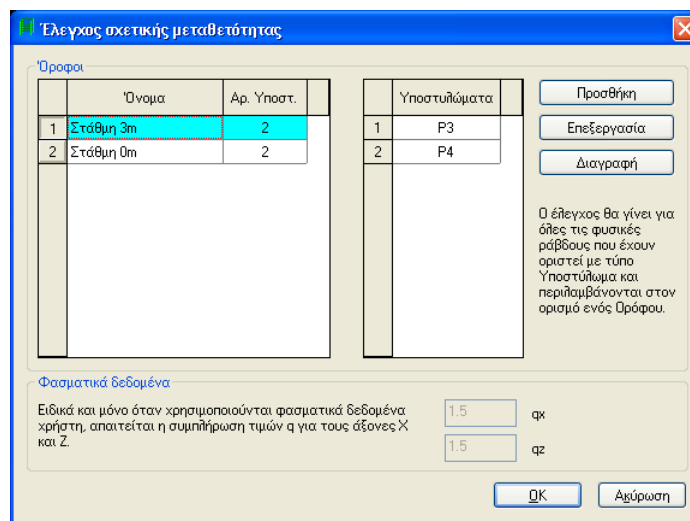 Έλεγχος σχετικής μεταθετότητας
Όροφοι
Όνομα Αρ. Υποστ.
1 Στάθμη 3m 2
2 Στάθμη 0m 2
Υποστυλώματα
1 P3
2 P4
Προσθήκη
Επεξεργασία
Διαγραφή
Ο έλεγχος θα γίνει για
όλες τις φυσικές
ράβδους που έχουν
οριστεί με τύπο
Υποστύλωμα και
περιλαμβάνονται στον
ορισμό ενός Ορόφου.
Φασματικά δεδομένα
Ειδικά και μόνο όταν χρησιμοποιούνται φασματικά δεδομένα
χρήστη, απαιτείται η συμπλήρωση τιμών q για τους άξονες X
και Z.
1.5 qx
1.5 qz
OK Ακύρωση